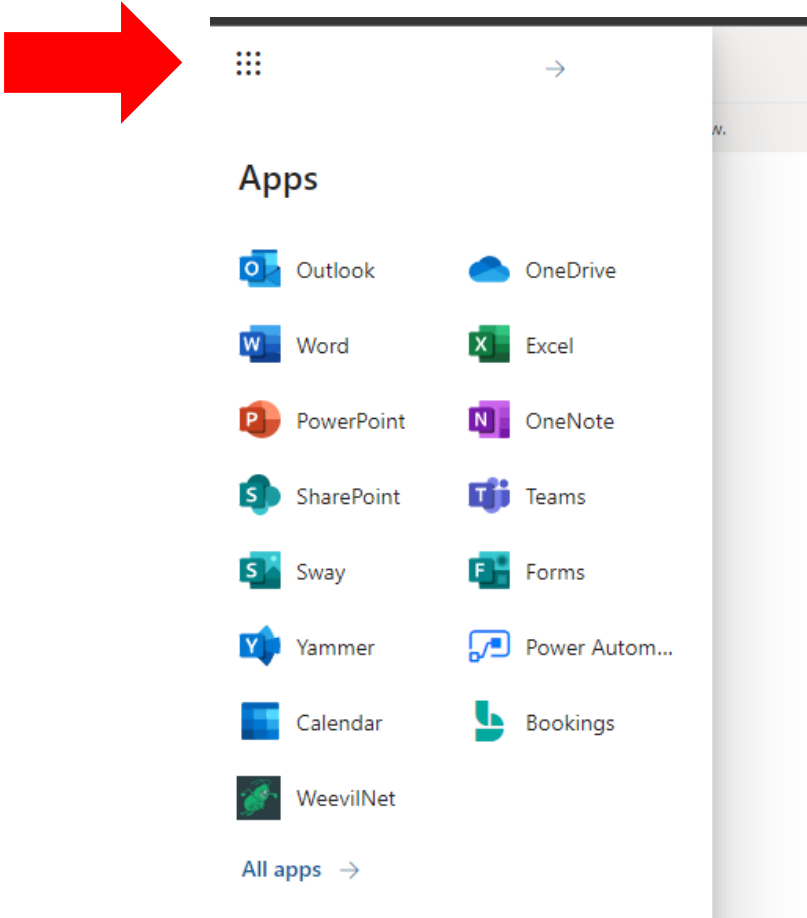 w.
Apps
Outlook OneDrive
Word Excel
PowerPoint OneNote
SharePoint Teams
Sway Forms
Yammer Power Autom...
Calendar Bookings
WeevilNet
All apps